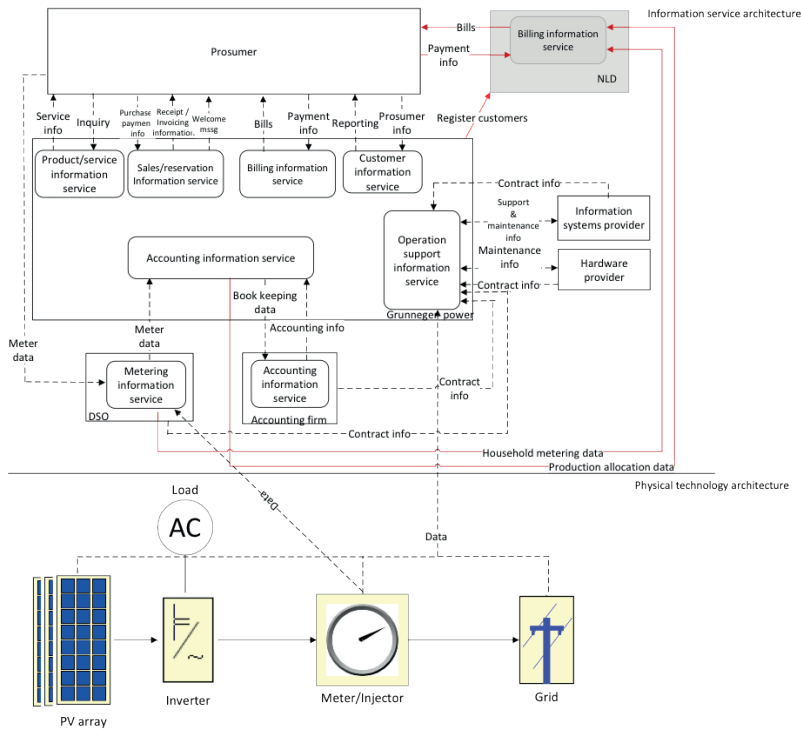 Information service architecture
Bills
Billing information
service
Prosumer
Payment
info
NLD
Service
info
Inquiry
Purchase
paymen
info
Receipt /
Invoicing
information
Welcome
mssg
Bills
Payment
info
Reporting
Prosumer
info
Register customers
Product/service
information
service
Sales/reservation
Information service
Billing information
service
Customer
information
service
Contract info
Support
&
maintenance
info
Information
systems provider
Operation
support
information
service
Maintenance
info
Hardware
provider
Contract info
Accounting information service
Book keeping
data
Grunnegen power
Accounting info
Meter
data
Meter
data
Metering
information
service
DSO
Accounting
information
service
Accounting firm
Contract
info
Contract info
Household metering data
Production allocation data
Physical technology architecture
Load
AC
Data
Data
PV array
Inverter
Meter/Injector
Grid